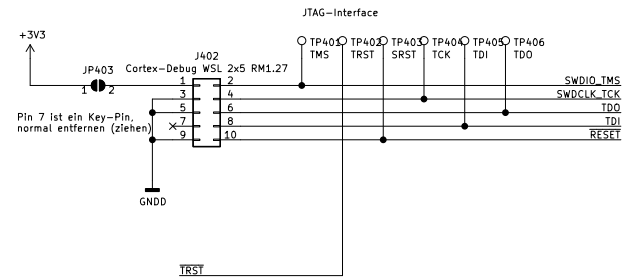 JTAG-Interface
+3V3
TP401 TP402 TP403 TP404 TP405 TP406
TMS TRST SRST TCK TDI TDO
J402
JP403 Cortex-Debug WSL 2x5 RM1.27
1 2
1 2 SWDIO_TMS
3 4 SWDCLK_TCK
5 6 TDO
7 8 TDI
9 10 RESET
Pin 7 ist ein Key-Pin,
normal entfernen (ziehen)
GNDD
TRST